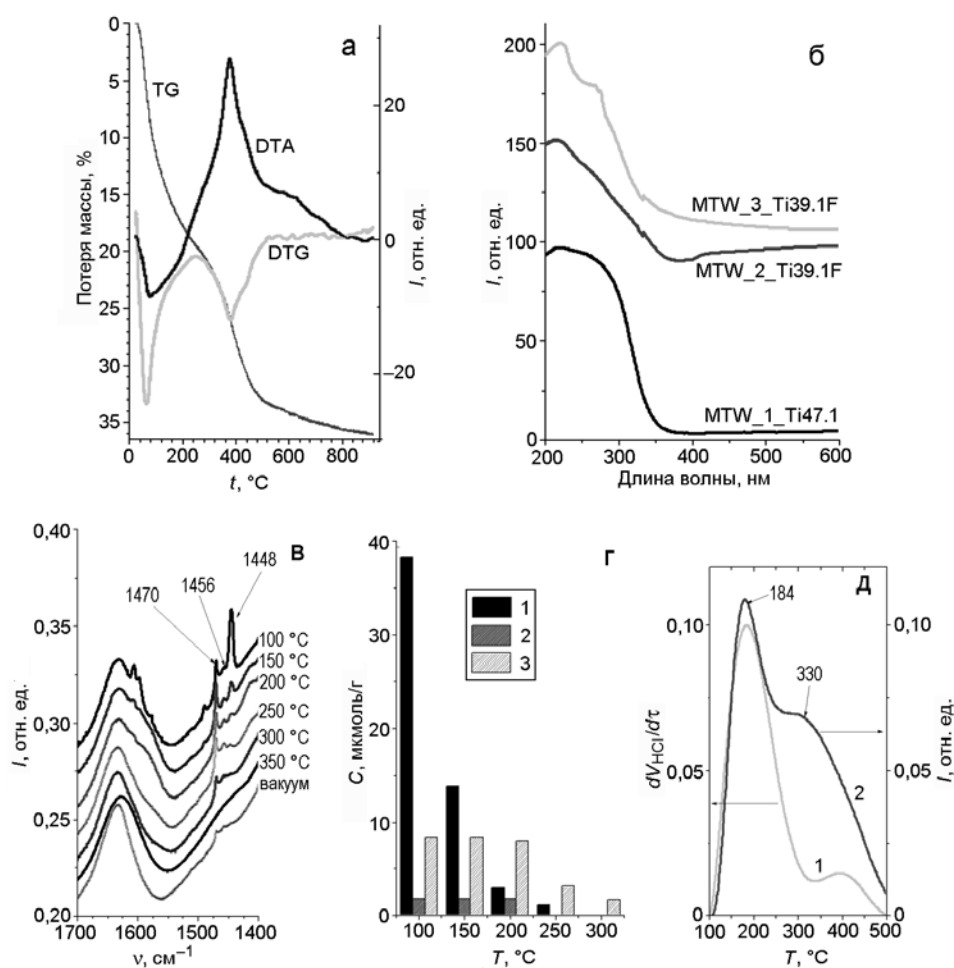 а
TG
DTA
DTG
0
5
10
15
20
25
30
35
Потеря массы, %
20
0
–20
I, отн. ед.
0 200 400 600 800
t, °C
б
200
150
100
50
0
I, отн. ед.
MTW_3_Ti39.1F
MTW_2_Ti39.1F
MTW_1_Ti47.1
200 300 400 500 600
Длина волны, нм
в
0,40
0,35
0,30
0,25
0,20
I, отн. ед.
1470
1456
1448
100 °C
150 °C
200 °C
250 °C
300 °C
350 °C
вакуум
1700 1600 1500 1400
ν, см–1
г
40
30
20
10
0
C, мкмоль/г
1
2
3
100 150 200 250 300
T, °C
д
184
330
0,10
0,05
0
dVHCl/dτ
0,10
0,05
0
I, отн. ед.
2
1
100 200 300 400 500
T, °C